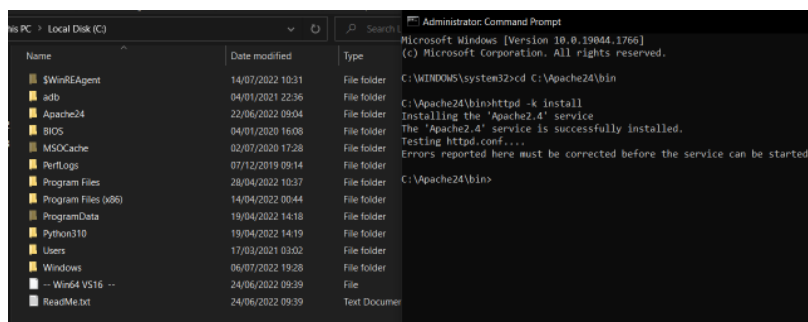 his PC > Local Disk (C:)
Search L
Name Date modified Type
$WinREAgent 14/07/2022 10:31 File folder
adb 04/01/2021 22:36 File folder
Apache24 22/06/2022 09:04 File folder
BIOS 04/01/2020 16:08 File folder
MSOCache 02/07/2020 17:28 File folder
PerfLogs 07/12/2019 09:14 File folder
Program Files 28/04/2022 10:37 File folder
Program Files (x86) 14/04/2022 00:44 File folder
ProgramData 19/04/2022 14:18 File folder
Python310 19/04/2022 14:19 File folder
Users 17/03/2021 03:02 File folder
Windows 06/07/2022 19:28 File folder
-- Win64 VS16 -- 24/06/2022 09:39 File
ReadMe.txt 24/06/2022 09:39 Text Documen
Administrator: Command Prompt
Microsoft Windows [Version 10.0.19044.1766]
(c) Microsoft Corporation. All rights reserved.
C:\WINDOWS\system32>cd C:\Apache24\bin
C:\Apache24\bin>httpd -k install
Installing the 'Apache2.4' service
The 'Apache2.4' service is successfully installed.
Testing httpd.conf....
Errors reported here must be corrected before the service can be started
C:\Apache24\bin>